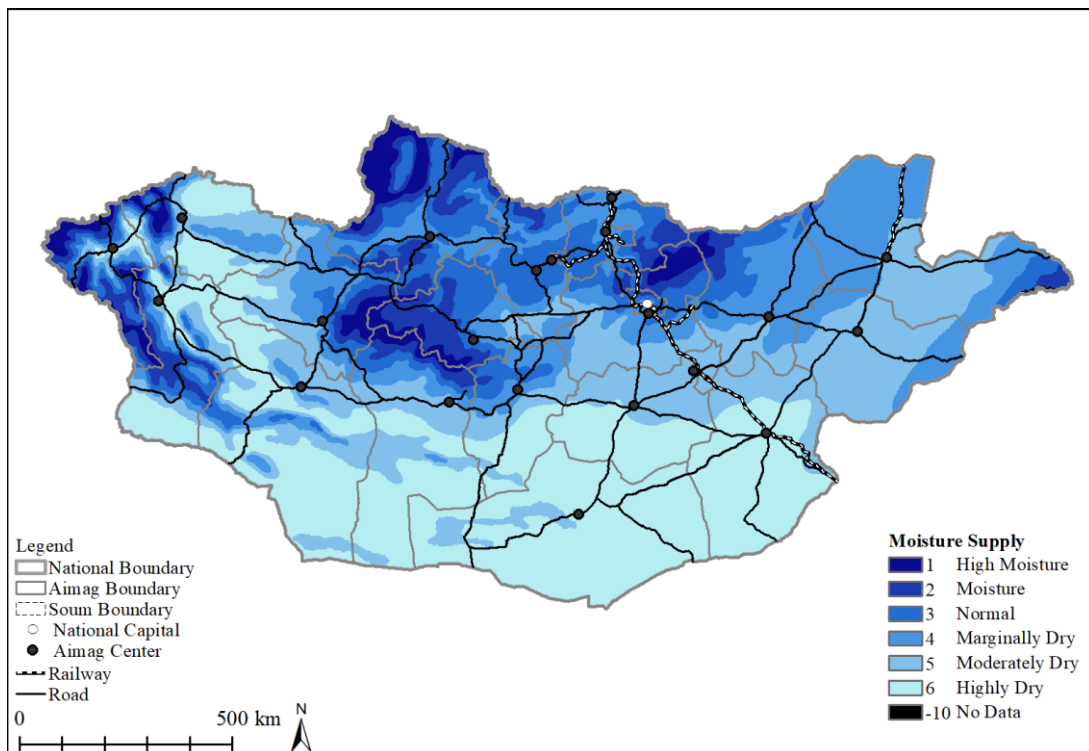 Legend
National Boundary
Aimag Boundary
Soum Boundary
National Capital
Aimag Center
Railway
Road
0 500 km
N
Moisture Supply
1 High Moisture
2 Moisture
3 Normal
4 Marginally Dry
5 Moderately Dry
6 Highly Dry
-10 No Data